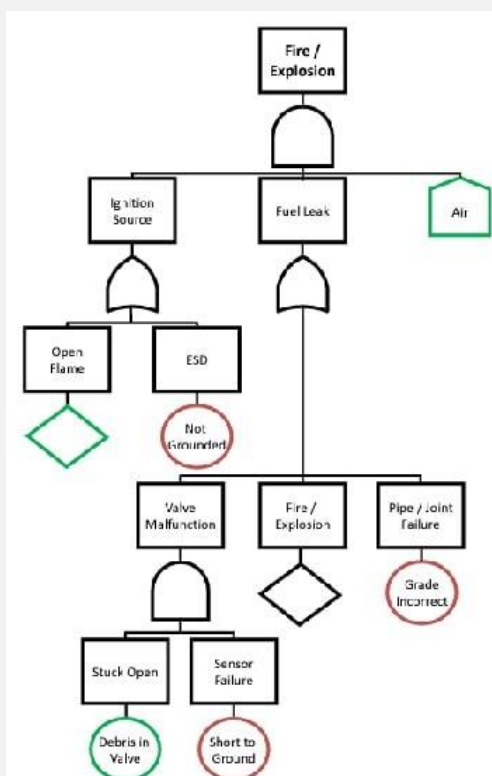 Fire /
Explosion
Ignition
Source
Fuel Leak
Air
Open
Flame
ESD
Not
Grounded
Valve
Malfunction
Fire /
Explosion
Pipe / Joint
Failure
Grade
Incorrect
Stuck Open
Sensor
Failure
Debris in
Valve
Short to
Ground